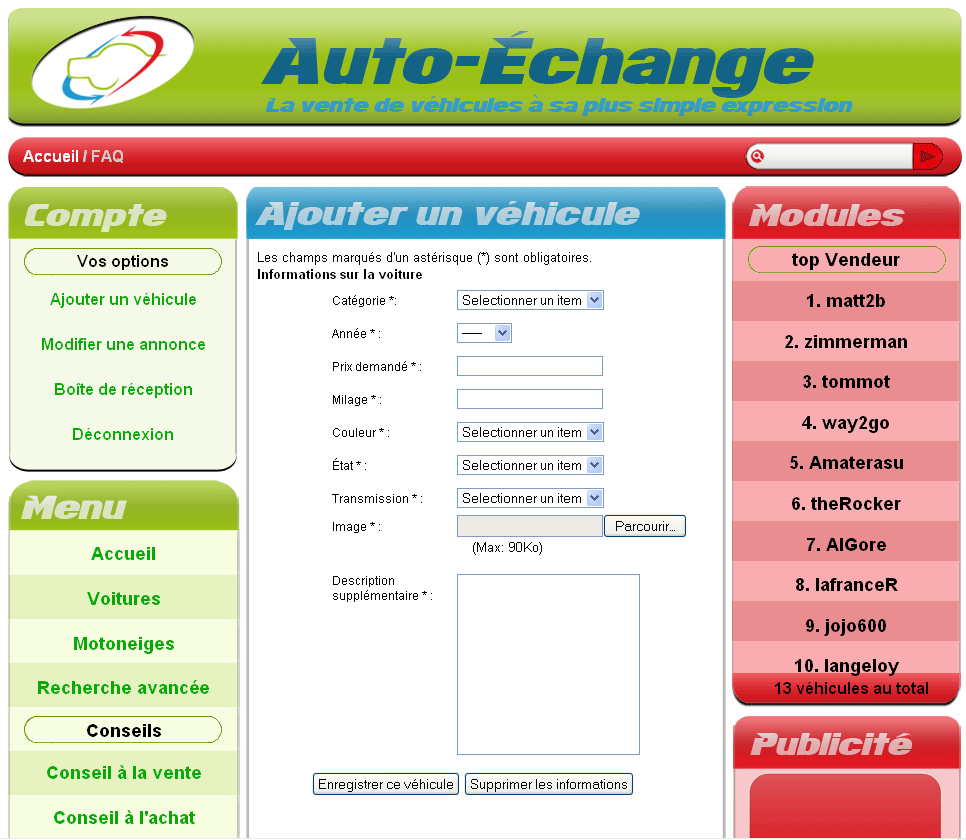 Auto-Échange
La vente de véhicules à sa plus simple expression
Accueil / FAQ
Compte
Vos options
Ajouter un véhicule
Modifier une annonce
Boîte de réception
Déconnexion
Menu
Accueil
Voitures
Motoneiges
Recherche avancée
Conseils
Conseil à la vente
Conseil à l'achat
Ajouter un véhicule
Les champs marqués d'un astérisque (*) sont obligatoires.
Informations sur la voiture
Catégorie *: Selectionner un item
Année * : -----
Prix demandé * :
Milage * :
Couleur * : Selectionner un item
État * : Selectionner un item
Transmission * : Selectionner un item
Image * : Parcourir...
(Max: 90Ko)
Description
supplémentaire * :
Enregistrer ce véhicule Supprimer les informations
Modules
top Vendeur
1. matt2b
2. zimmerman
3. tommot
4. way2go
5. Amaterasu
6. theRocker
7. AlGore
8. lafranceR
9. jojo600
10. langeloy
13 véhicules au total
Publicité